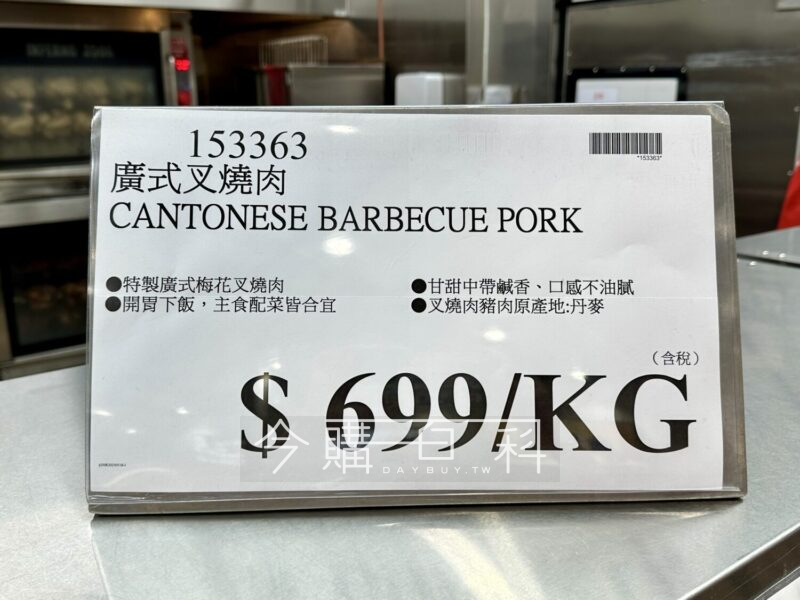 INFERNO 3500
153363
*153363*
廣式叉燒肉
CANTONESE BARBECUE PORK
●特製廣式梅花叉燒肉
●開胃下飯，主食配菜皆合宜
●甘甜中帶鹹香、口感不油膩
●叉燒肉豬肉原產地:丹麥
（含稅）
$ 699/KG
今購百科
DAYBUY.TW